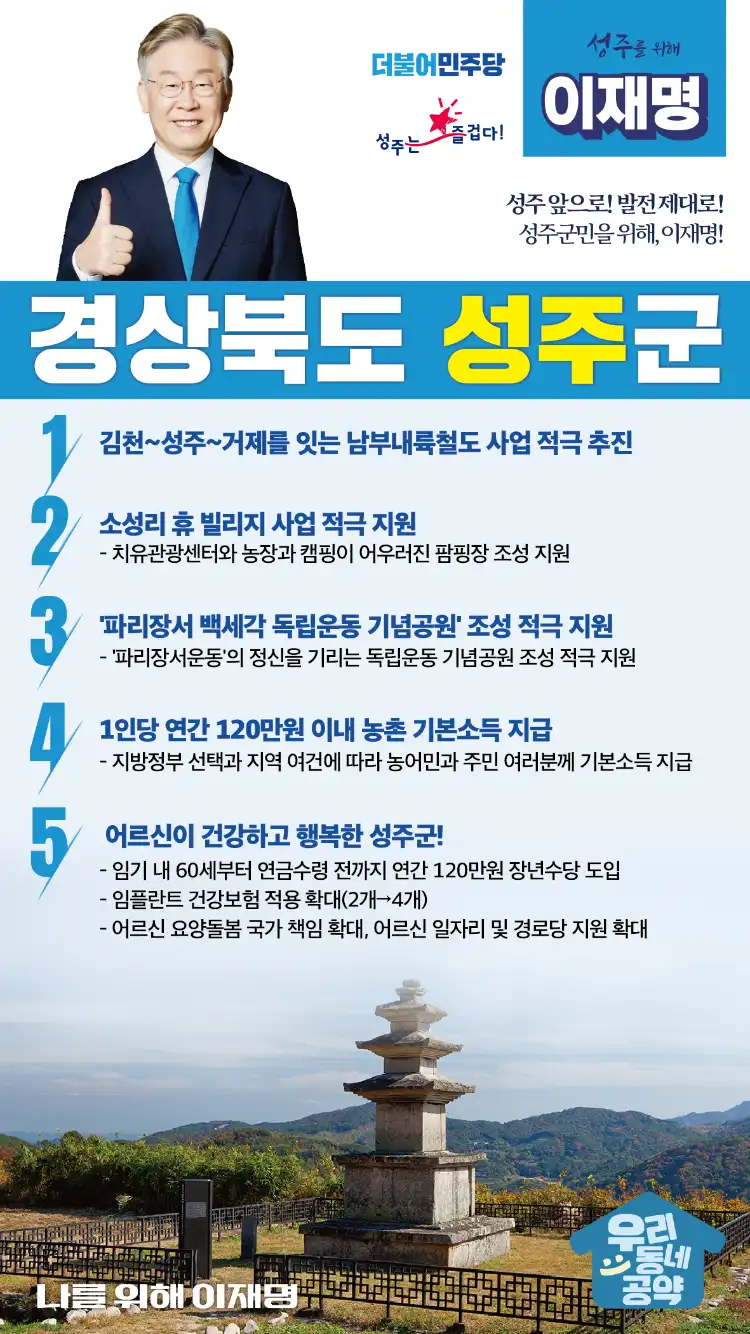 더불어민주당
성주는 즐겁다!
성주를 위해
이재명
성주 앞으로! 발전 제대로!
성주군민을 위해, 이재명!
경상북도 성주군
1 김천~성주~거제를 잇는 남부내륙철도 사업 적극 추진
2 소성리 휴 빌리지 사업 적극 지원
- 치유관광센터와 농장과 캠핑이 어우러진 팜핑장 조성 지원
3 '파리장서 백세각 독립운동 기념공원' 조성 적극 지원
- '파리장서운동'의 정신을 기리는 독립운동 기념공원 조성 적극 지원
4 1인당 연간 120만원 이내 농촌 기본소득 지급
- 지방정부 선택과 지역 여건에 따라 농어민과 주민 여러분께 기본소득 지급
5 어르신이 건강하고 행복한 성주군!
- 임기 내 60세부터 연금수령 전까지 연간 120만원 장년수당 도입
- 임플란트 건강보험 적용 확대(2개→4개)
- 어르신 요양돌봄 국가 책임 확대, 어르신 일자리 및 경로당 지원 확대
나를 위해 이재명
우리
동네
공약